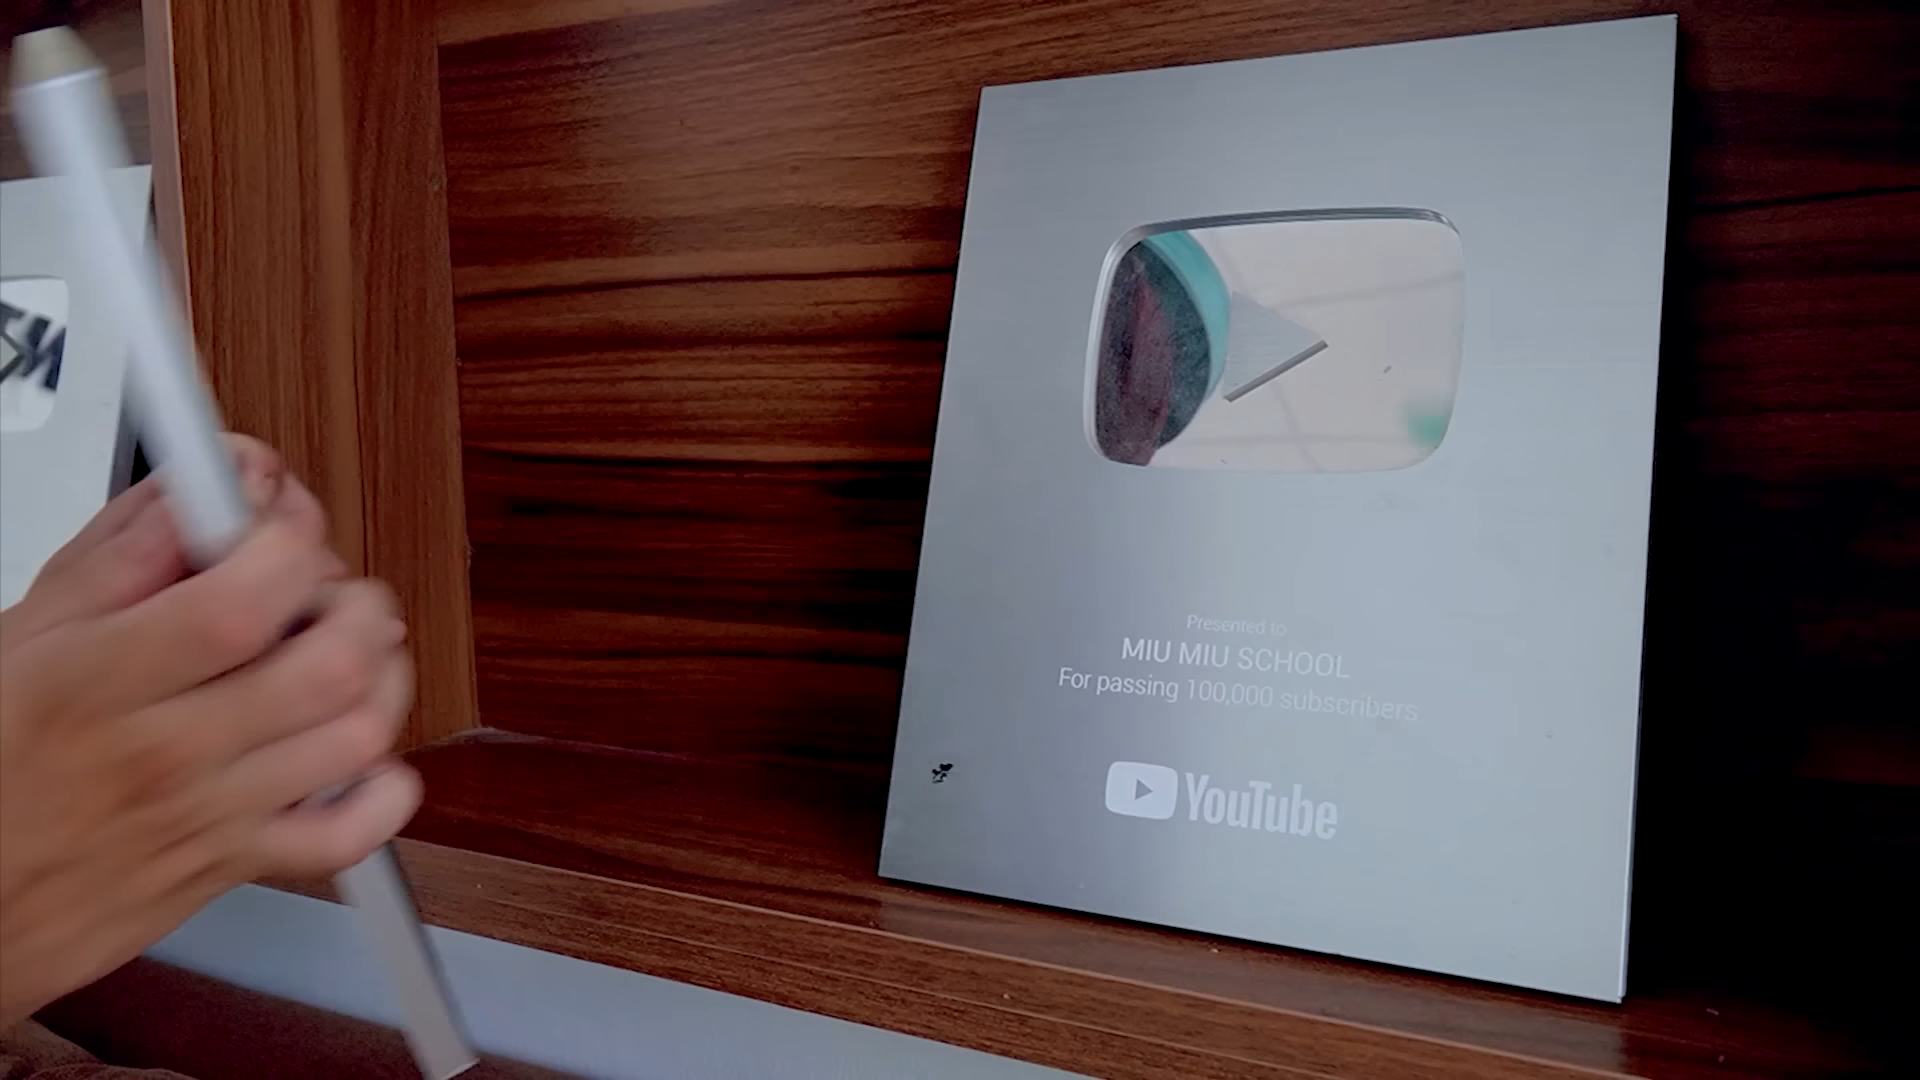 Presented to
MIU MIU SCHOOL
For passing 100,000 subscribers
YouTube